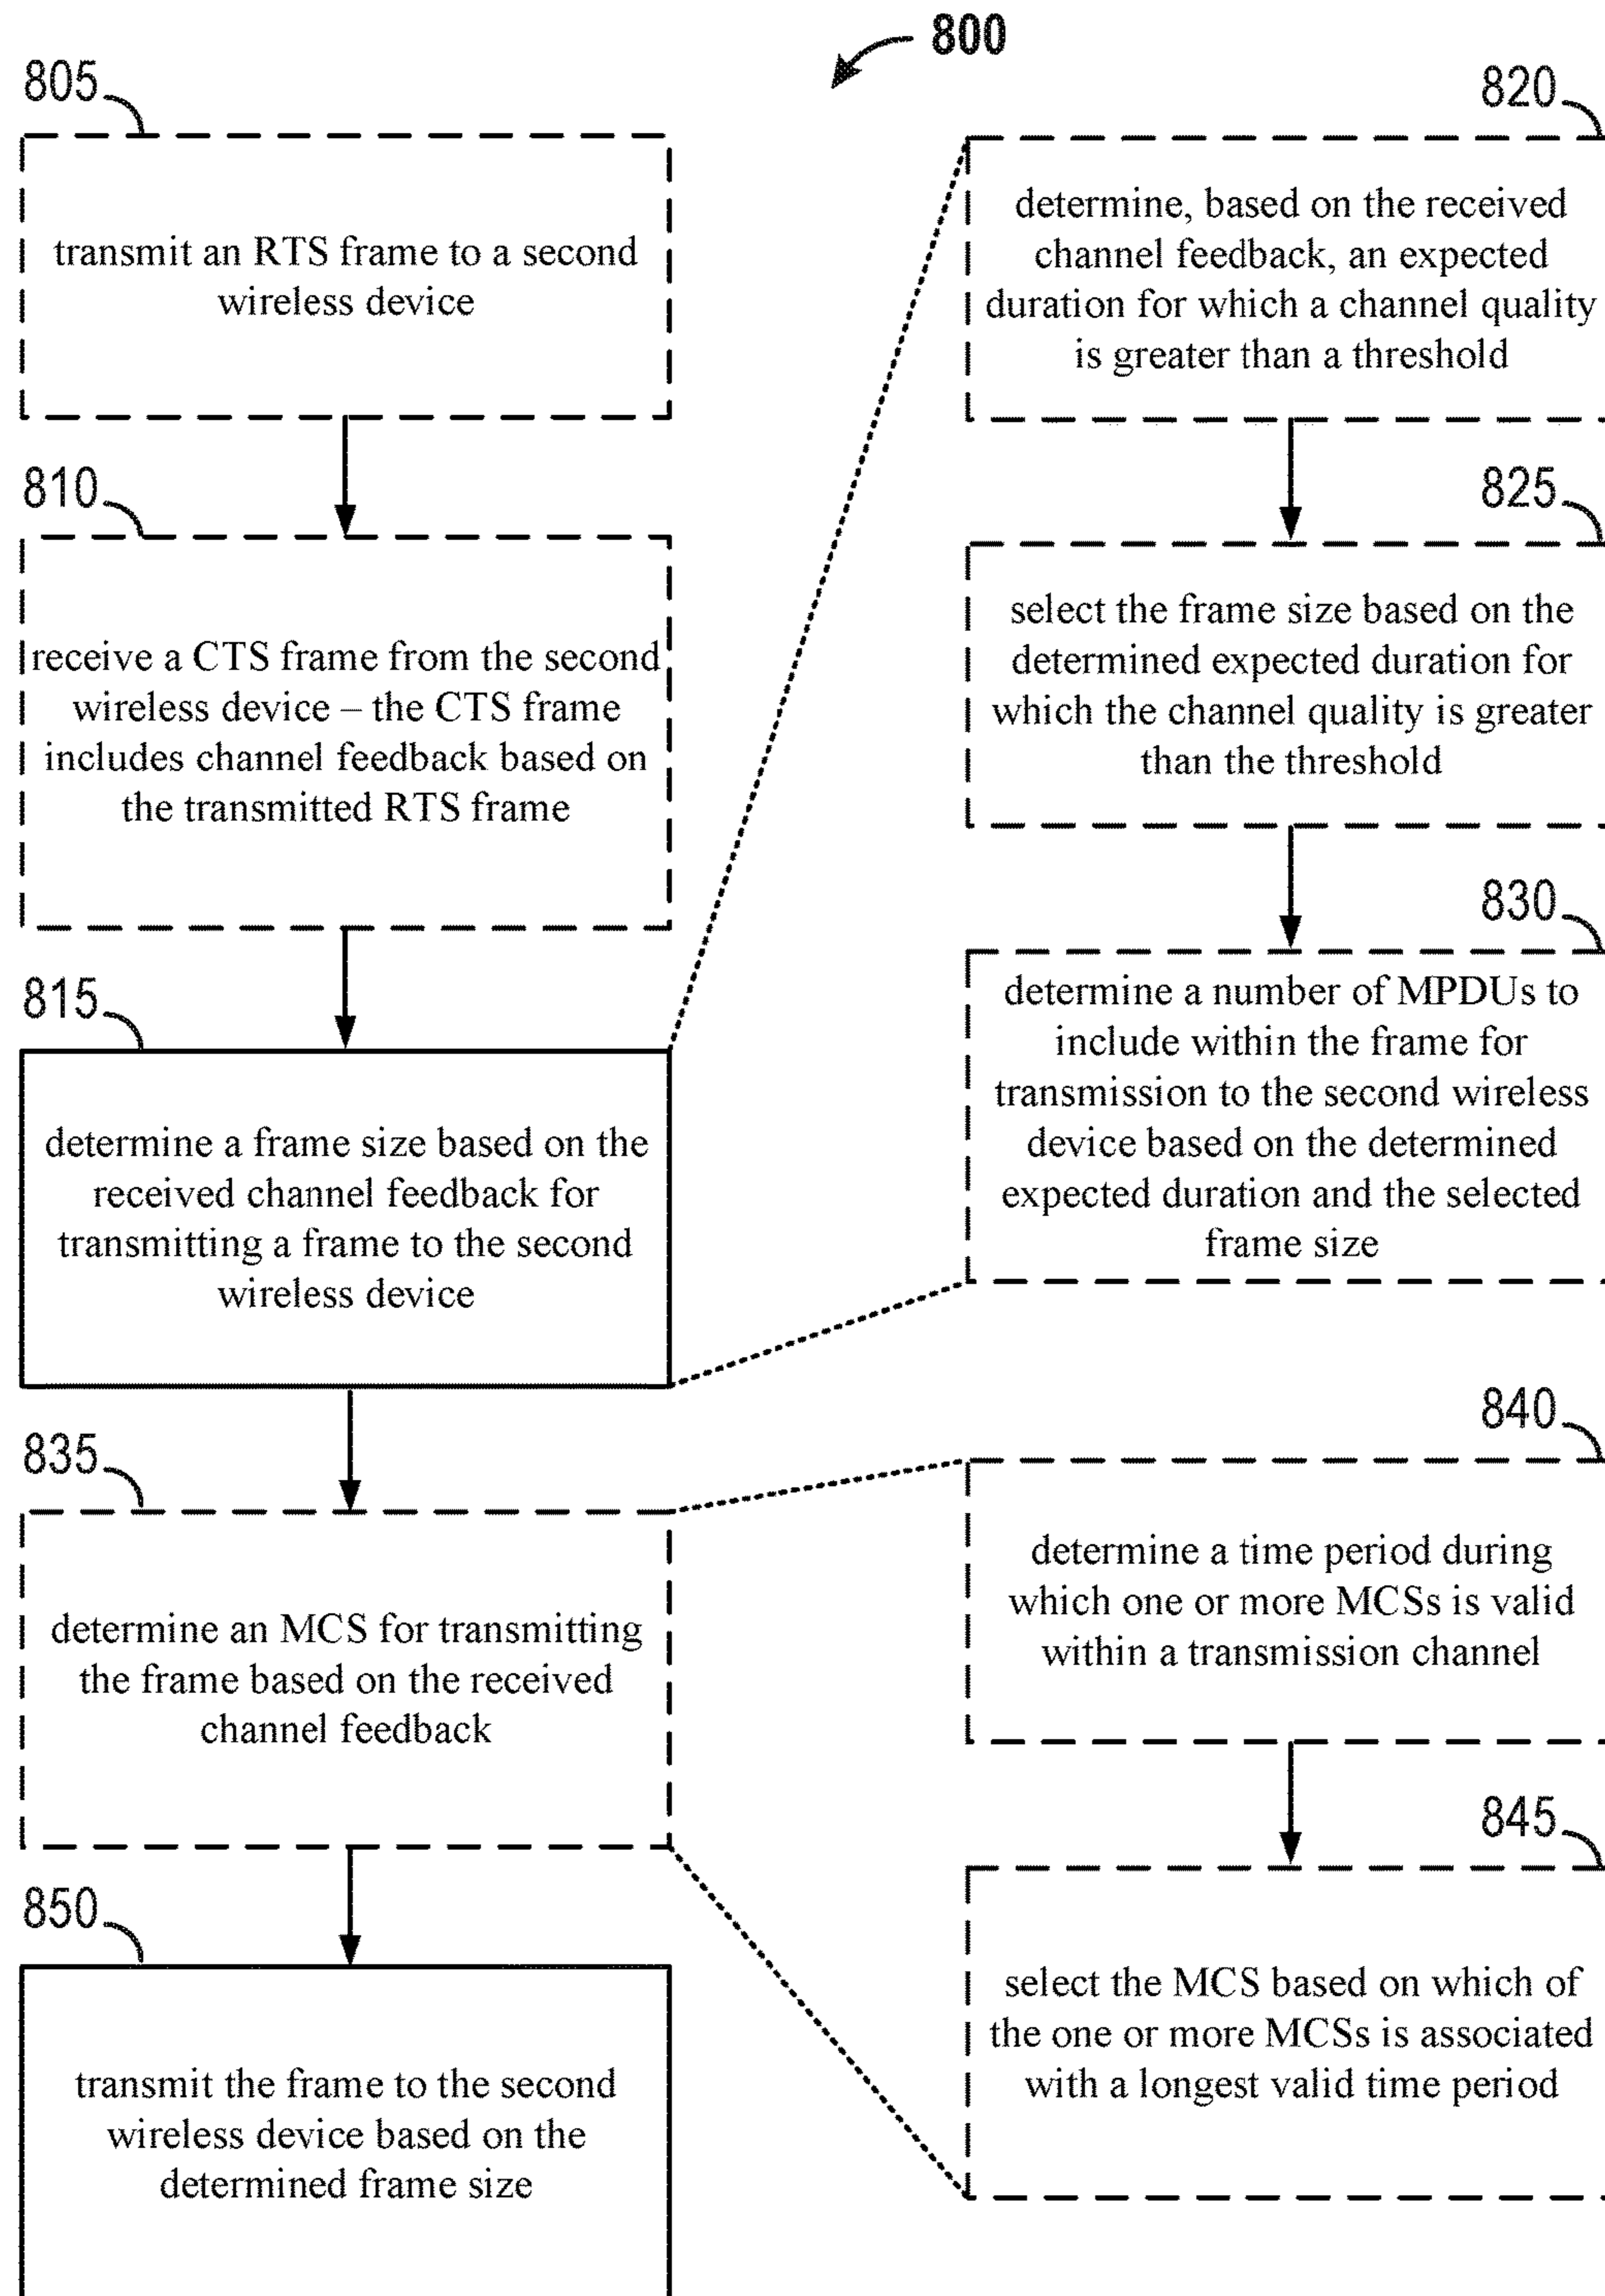 800
805
transmit an RTS frame to a second
wireless device
810
receive a CTS frame from the second
wireless device – the CTS frame
includes channel feedback based on
the transmitted RTS frame
815
determine a frame size based on the
received channel feedback for
transmitting a frame to the second
wireless device
820
determine, based on the received
channel feedback, an expected
duration for which a channel quality
is greater than a threshold
825
select the frame size based on the
determined expected duration for
which the channel quality is greater
than the threshold
830
determine a number of MPDUs to
include within the frame for
transmission to the second wireless
device based on the determined
expected duration and the selected
frame size
835
determine an MCS for transmitting
the frame based on the received
channel feedback
840
determine a time period during
which one or more MCSs is valid
within a transmission channel
845
select the MCS based on which of
the one or more MCSs is associated
with a longest valid time period
850
transmit the frame to the second
wireless device based on the
determined frame size